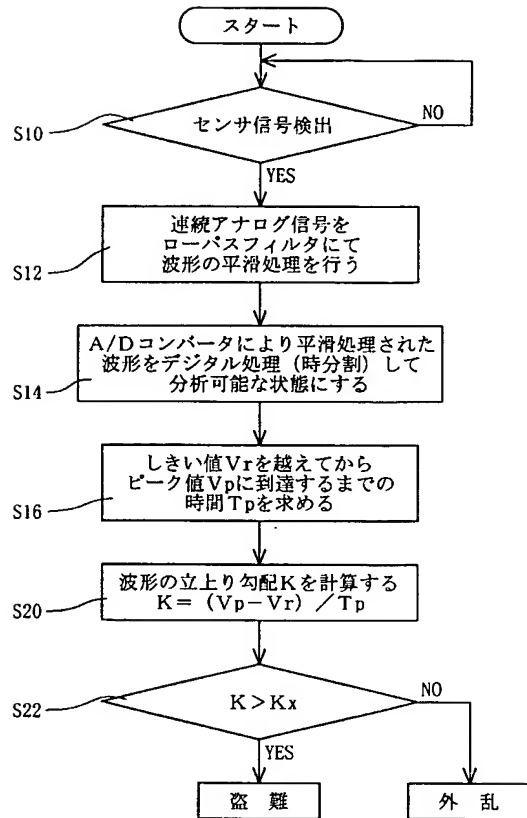 スタート
S10
センサ信号検出
NO
YES
S12
連続アナログ信号を
ローパスフィルタにて
波形の平滑処理を行う
S14
A/Dコンバータにより平滑処理された
波形をデジタル処理（時分割）して
分析可能な状態にする
S16
しきい値Vrを越えてから
ピーク値Vpに到達するまでの
時間Tpを求める
S20
波形の立上り勾配Kを計算する
K＝（Vp－Vr）／Tp
S22
K＞Kx
NO
YES
盗　難
外　乱